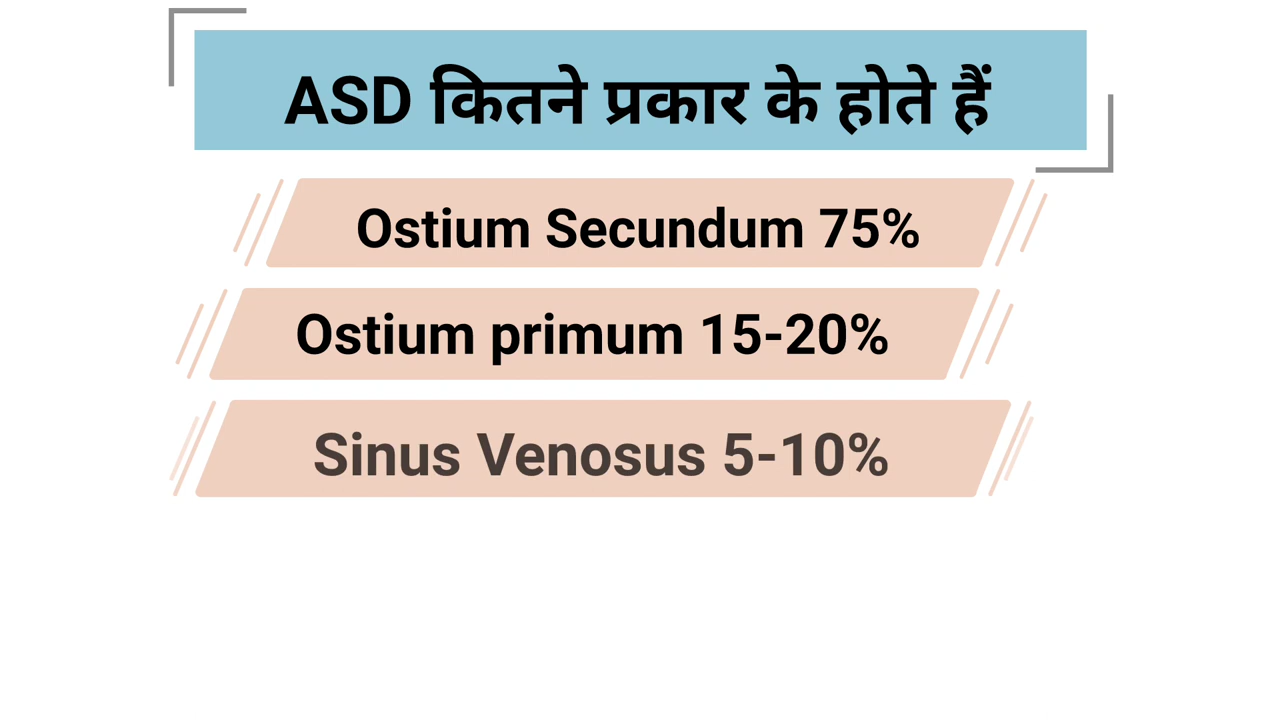 ASD कितने प्रकार के होते हैं
Ostium Secundum 75%
Ostium primum 15-20%
Sinus Venosus 5-10%